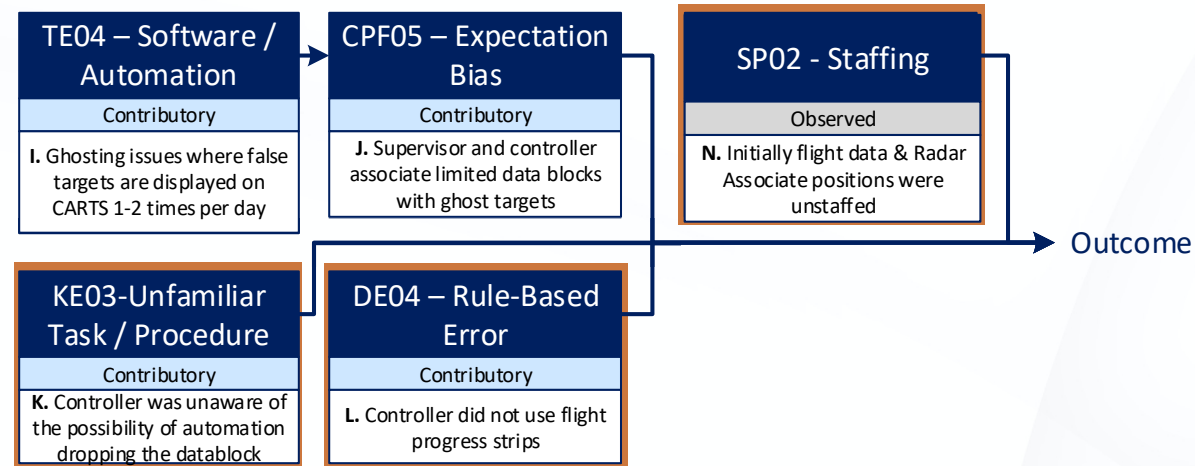 TE04 – Software /
Automation
Contributory
I. Ghosting issues where false
targets are displayed on
CARTS 1-2 times per day
CPF05 – Expectation
Bias
Contributory
J. Supervisor and controller
associate limited data blocks
with ghost targets
SP02 - Staffing
Observed
N. Initially flight data & Radar
Associate positions were
unstaffed
Outcome
KE03-Unfamiliar
Task / Procedure
Contributory
K. Controller was unaware of
the possibility of automation
dropping the datablock
DE04 – Rule-Based
Error
Contributory
L. Controller did not use flight
progress strips